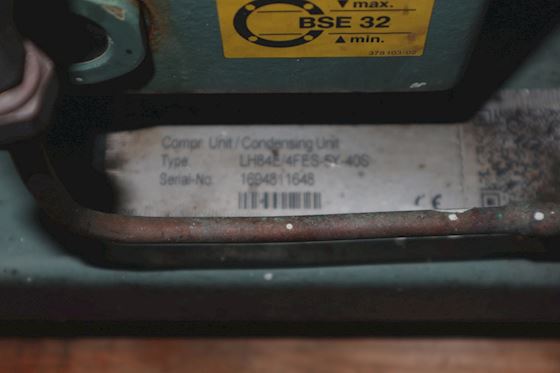 ▼ max.
BSE 32
▲ min.
378 103-02
Compr. Unit / Condensing Unit
Type: LH84E/4FES-5Y-40S
Serial-No. 1694811648
CE